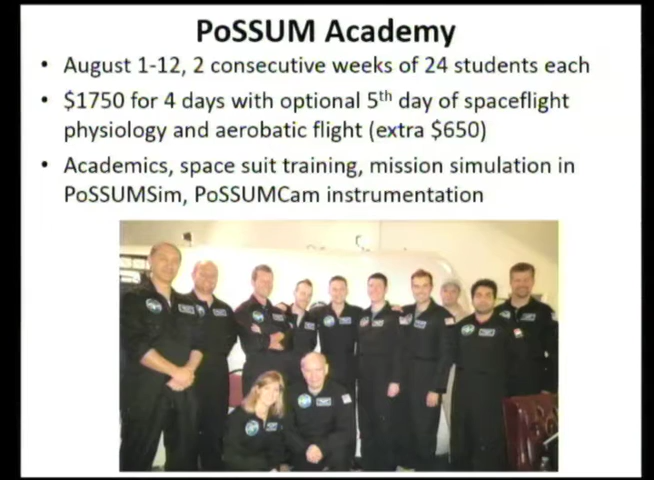 PoSSUM Academy
• August 1-12, 2 consecutive weeks of 24 students each
• $1750 for 4 days with optional 5th day of spaceflight
physiology and aerobatic flight (extra $650)
• Academics, space suit training, mission simulation in
PoSSUMSim, PoSSUMCam instrumentation